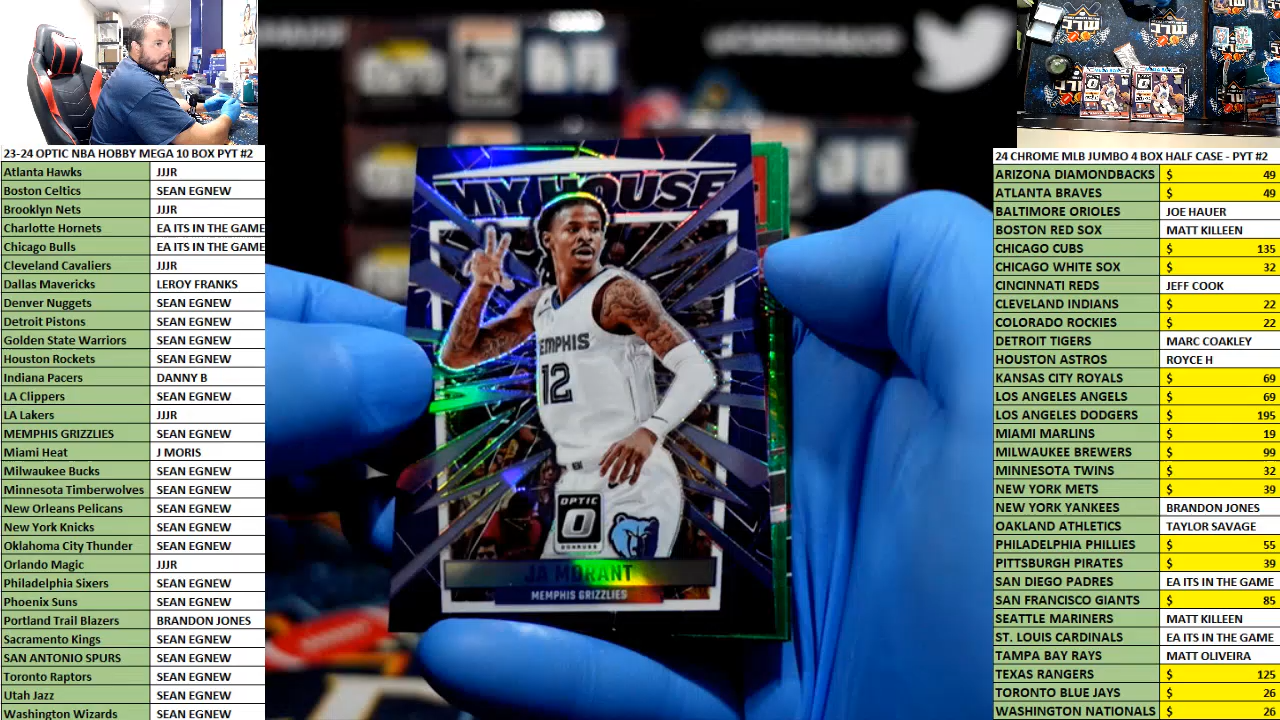 23-24 OPTIC NBA HOBBY MEGA 10 BOX PYT #2
Atlanta Hawks JJJR
Boston Celtics SEAN EGNEW
Brooklyn Nets JJJR
Charlotte Hornets EA ITS IN THE GAME
Chicago Bulls EA ITS IN THE GAME
Cleveland Cavaliers JJJR
Dallas Mavericks LEROY FRANKS
Denver Nuggets SEAN EGNEW
Detroit Pistons SEAN EGNEW
Golden State Warriors SEAN EGNEW
Houston Rockets SEAN EGNEW
Indiana Pacers DANNY B
LA Clippers SEAN EGNEW
LA Lakers JJJR
MEMPHIS GRIZZLIES SEAN EGNEW
Miami Heat J MORIS
Milwaukee Bucks SEAN EGNEW
Minnesota Timberwolves SEAN EGNEW
New Orleans Pelicans SEAN EGNEW
New York Knicks SEAN EGNEW
Oklahoma City Thunder SEAN EGNEW
Orlando Magic JJJR
Philadelphia Sixers SEAN EGNEW
Phoenix Suns SEAN EGNEW
Portland Trail Blazers BRANDON JONES
Sacramento Kings SEAN EGNEW
SAN ANTONIO SPURS SEAN EGNEW
Toronto Raptors SEAN EGNEW
Utah Jazz SEAN EGNEW
Washington Wizards SEAN EGNEW
MY HOUSE
MEMPHIS
12
OPTIC
DONRUSS
JA MORANT
MEMPHIS GRIZZLIES
24 CHROME MLB JUMBO 4 BOX HALF CASE - PYT #2
ARIZONA DIAMONDBACKS $ 49
ATLANTA BRAVES $ 49
BALTIMORE ORIOLES JOE HAUER
BOSTON RED SOX MATT KILLEEN
CHICAGO CUBS $ 135
CHICAGO WHITE SOX $ 32
CINCINNATI REDS JEFF COOK
CLEVELAND INDIANS $ 22
COLORADO ROCKIES $ 22
DETROIT TIGERS MARC COAKLEY
HOUSTON ASTROS ROYCE H
KANSAS CITY ROYALS $ 69
LOS ANGELES ANGELS $ 69
LOS ANGELES DODGERS $ 195
MIAMI MARLINS $ 19
MILWAUKEE BREWERS $ 99
MINNESOTA TWINS $ 32
NEW YORK METS $ 39
NEW YORK YANKEES BRANDON JONES
OAKLAND ATHLETICS TAYLOR SAVAGE
PHILADELPHIA PHILLIES $ 55
PITTSBURGH PIRATES $ 39
SAN DIEGO PADRES EA ITS IN THE GAME
SAN FRANCISCO GIANTS $ 85
SEATTLE MARINERS MATT KILLEEN
ST. LOUIS CARDINALS EA ITS IN THE GAME
TAMPA BAY RAYS MATT OLIVEIRA
TEXAS RANGERS $ 125
TORONTO BLUE JAYS $ 26
WASHINGTON NATIONALS $ 26